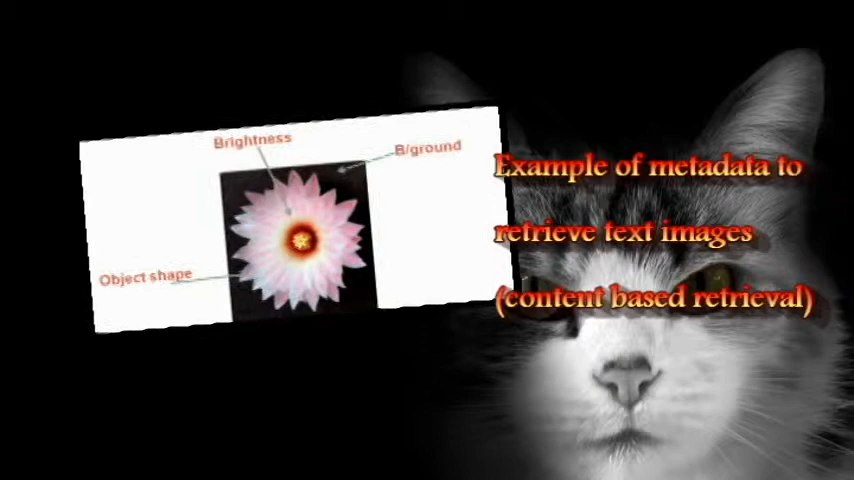 Brightness
B/ground
Object shape
Example of metadata to
retrieve text images
(content based retrieval)